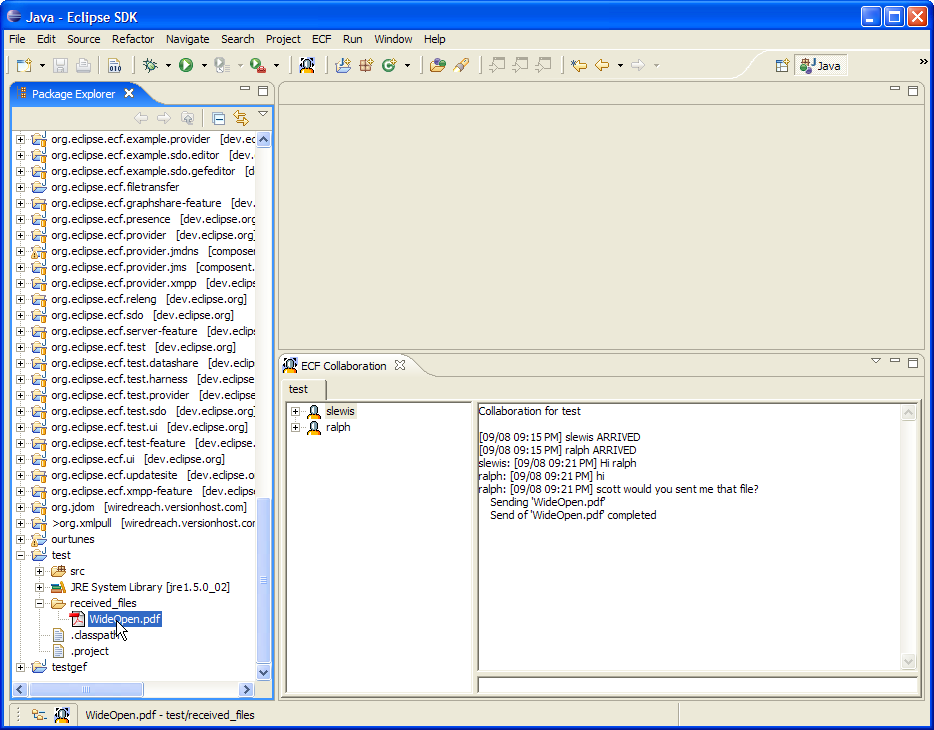 Java - Eclipse SDK
File Edit Source Refactor Navigate Search Project ECF Run Window Help
Java
Package Explorer
org.eclipse.ecf.example.provider [dev.ec
org.eclipse.ecf.example.sdo.editor [dev.
org.eclipse.ecf.example.sdo.gefeditor [d
org.eclipse.ecf.filetransfer
org.eclipse.ecf.graphshare-feature [dev.
org.eclipse.ecf.presence [dev.eclipse.org
org.eclipse.ecf.provider [dev.eclipse.org]
org.eclipse.ecf.provider.jmdns [componen
org.eclipse.ecf.provider.jms [component.
org.eclipse.ecf.provider.xmpp [dev.eclips
org.eclipse.ecf.releng [dev.eclipse.org]
org.eclipse.ecf.sdo [dev.eclipse.org]
org.eclipse.ecf.server-feature [dev.eclips
org.eclipse.ecf.test [dev.eclipse.org]
org.eclipse.ecf.test.datashare [dev.eclip
org.eclipse.ecf.test.harness [dev.eclipse
org.eclipse.ecf.test.provider [dev.eclipse
org.eclipse.ecf.test.sdo [dev.eclipse.org]
org.eclipse.ecf.test.ui [dev.eclipse.org]
org.eclipse.ecf.test-feature [dev.eclipse.
org.eclipse.ecf.ui [dev.eclipse.org]
org.eclipse.ecf.updatesite [dev.eclipse.o
org.eclipse.ecf.xmpp-feature [dev.eclipse
org.jdom [wiredreach.versionhost.com]
>org.xmlpull [wiredreach.versionhost.com
ourtunes
test
src
JRE System Library [jre1.5.0_02]
received_files
WideOpen.pdf
.classpath
.project
testgef
ECF Collaboration
test
slewis
ralph
Collaboration for test
[09/08 09:15 PM] slewis ARRIVED
[09/08 09:15 PM] ralph ARRIVED
slewis: [09/08 09:21 PM] Hi ralph
ralph: [09/08 09:21 PM] hi
ralph: [09/08 09:21 PM] scott would you sent me that file?
Sending 'WideOpen.pdf'
Send of 'WideOpen.pdf' completed
WideOpen.pdf - test/received_files